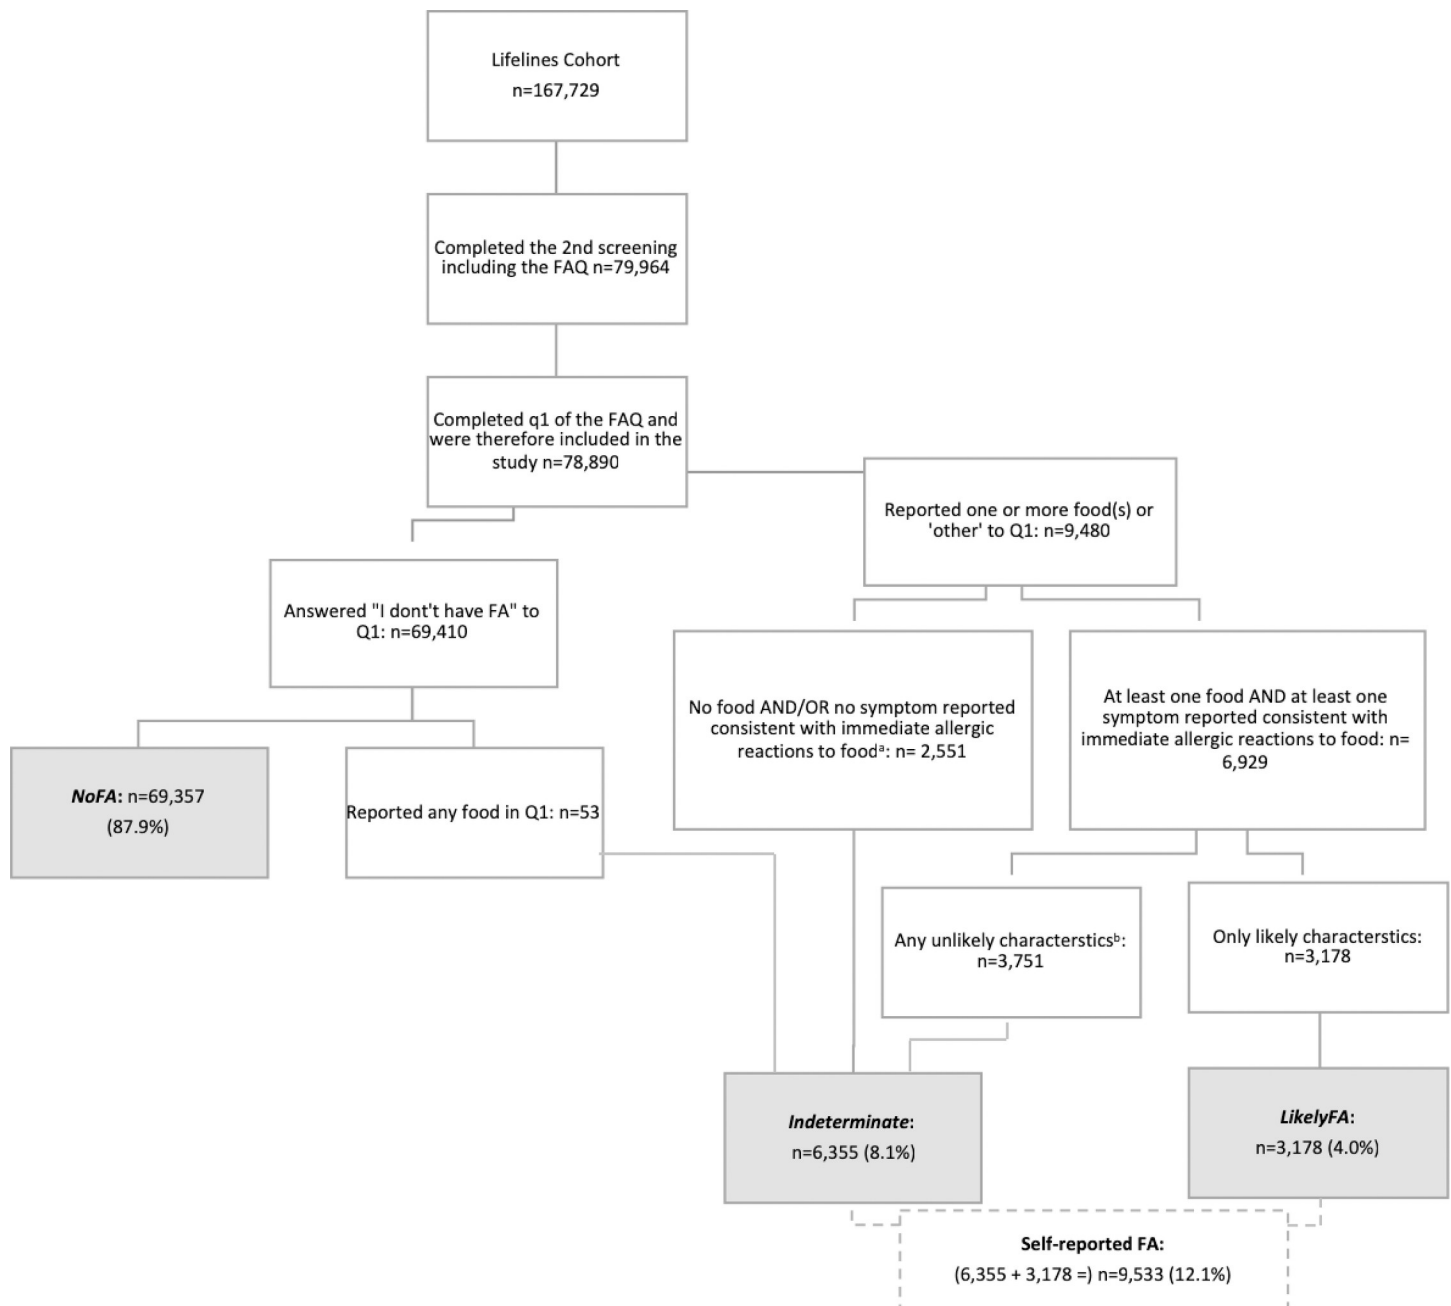 Lifelines Cohort
n=167,729
Completed the 2nd screening
including the FAQ n=79,964
Completed q1 of the FAQ and
were therefore included in the
study n=78,890
Reported one or more food(s) or
'other' to Q1: n=9,480
Answered "I dont't have FA" to
Q1: n=69,410
No food AND/OR no symptom reported
consistent with immediate allergic
reactions to foodᵃ: n= 2,551
At least one food AND at least one
symptom reported consistent with
immediate allergic reactions to food: n=
6,929
NoFA: n=69,357
(87.9%)
Reported any food in Q1: n=53
Any unlikely charactersticsᵇ:
n=3,751
Only likely characterstics:
n=3,178
Indeterminate:
n=6,355 (8.1%)
LikelyFA:
n=3,178 (4.0%)
Self-reported FA:
(6,355 + 3,178 =) n=9,533 (12.1%)